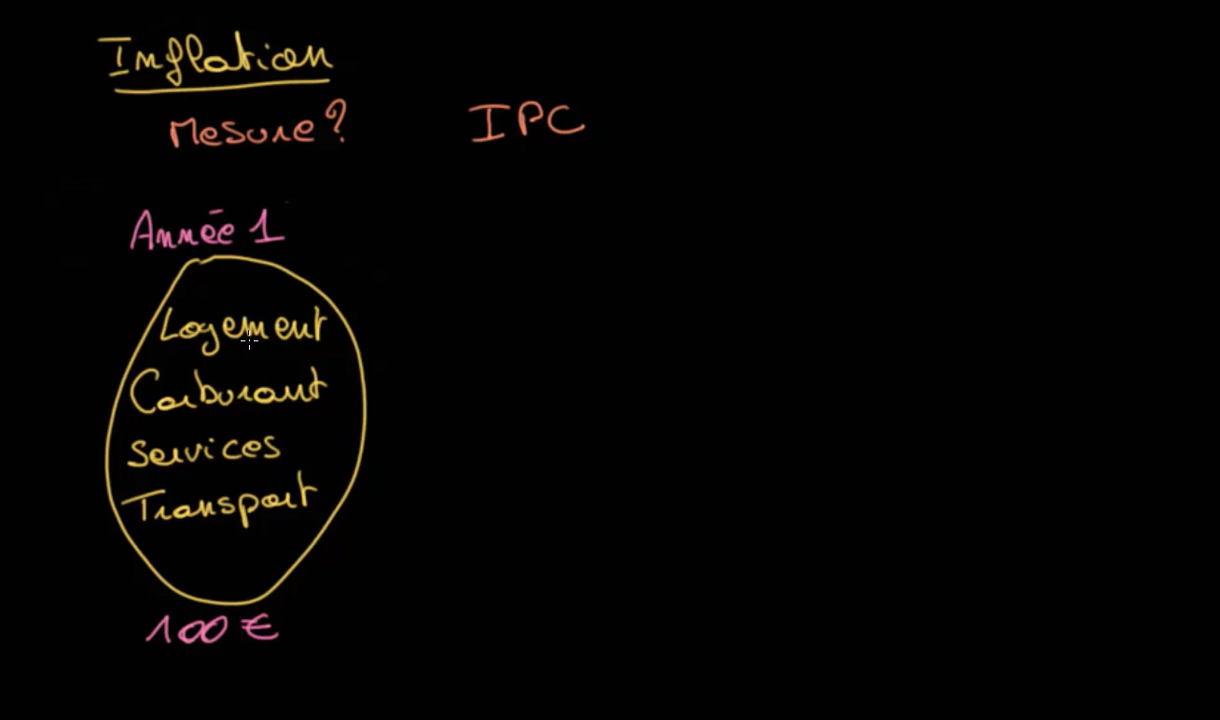 Inflation
Mesure? IPC
Année 1
Logement
Carburant
Services
Transport
100 €